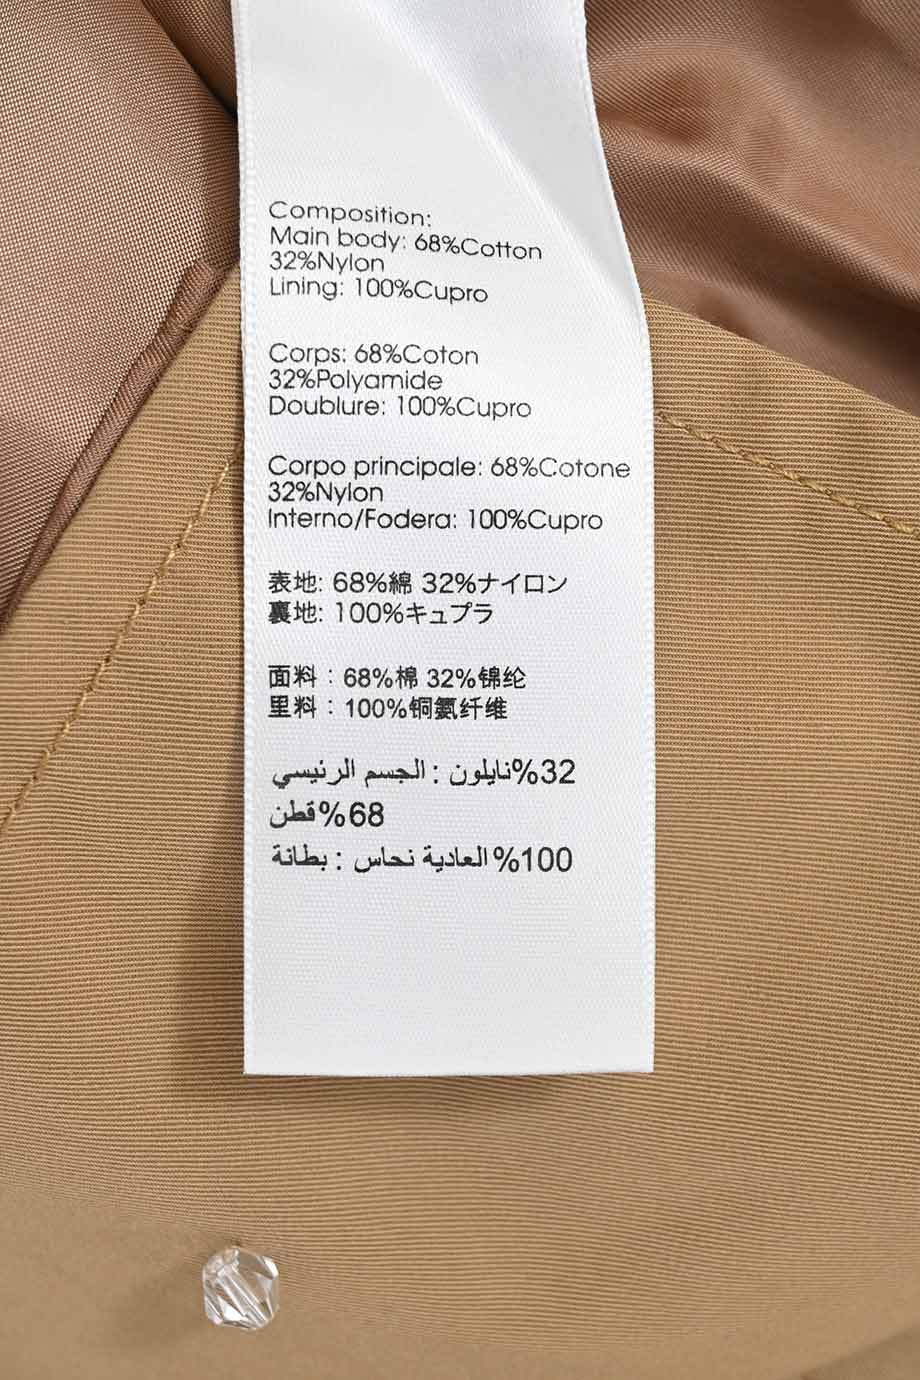 Composition:
Main body: 68%Cotton
32%Nylon
Lining: 100%Cupro
Corps: 68%Coton
32%Polyamide
Doublure: 100%Cupro
Corpo principale: 68%Cotone
32%Nylon
Interno/Fodera: 100%Cupro
表地: 68%綿 32%ナイロン
裏地: 100%キュプラ
面料：68%棉 32%锦纶
里料：100%铜氨纤维
32%نايلون : الجسم الرئيسي
68%قطن
100%العادية نحاس : بطانة